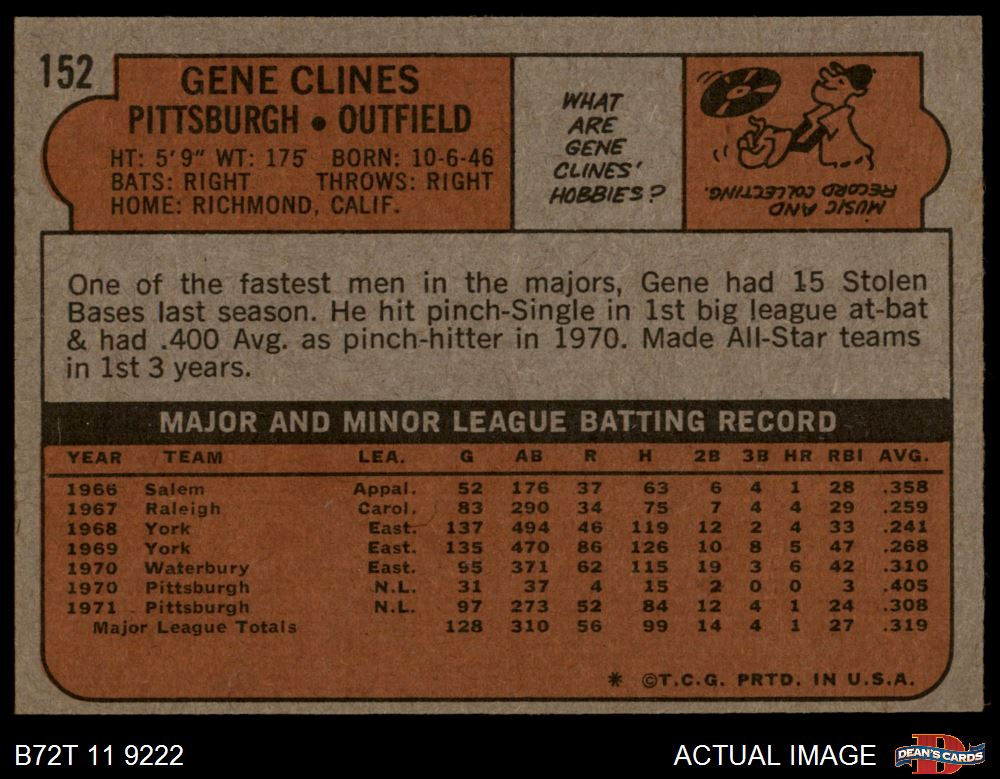 152
GENE CLINES
PITTSBURGH • OUTFIELD
HT: 5'9" WT: 175 BORN: 10-6-46
BATS: RIGHT THROWS: RIGHT
HOME: RICHMOND, CALIF.
WHAT
ARE
GENE
CLINES'
HOBBIES?
MUSIC AND
RECORD COLLECTING.
One of the fastest men in the majors, Gene had 15 Stolen
Bases last season. He hit pinch-Single in 1st big league at-bat
& had .400 Avg. as pinch-hitter in 1970. Made All-Star teams
in 1st 3 years.
MAJOR AND MINOR LEAGUE BATTING RECORD
YEAR TEAM LEA. G AB R H 2B 3B HR RBI AVG.
1966 Salem Appal. 52 176 37 63 6 4 1 28 .358
1967 Raleigh Carol. 83 290 34 75 7 4 4 29 .259
1968 York East. 137 494 46 119 12 2 4 33 .241
1969 York East. 135 470 86 126 10 8 5 47 .268
1970 Waterbury East. 95 371 62 115 19 3 6 42 .310
1970 Pittsburgh N.L. 31 37 4 15 2 0 0 3 .405
1971 Pittsburgh N.L. 97 273 52 84 12 4 1 24 .308
Major League Totals 128 310 56 99 14 4 1 27 .319
* ©T.C.G. PRTD. IN U.S.A.
B72T 11 9222 ACTUAL IMAGE DEAN'S CARDS